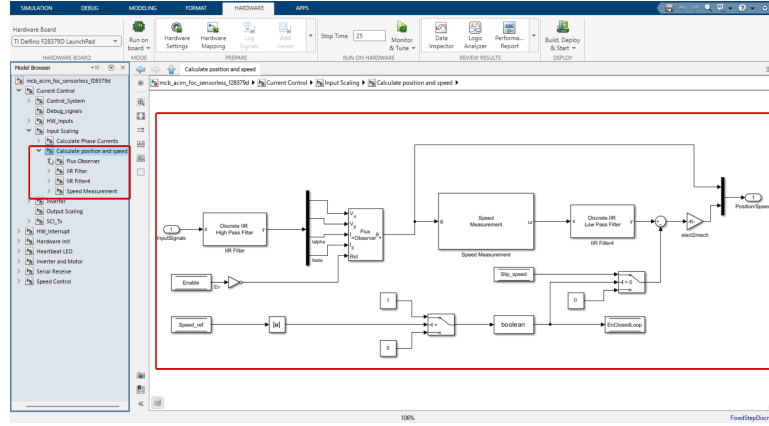 SIMULATION DEBUG MODELING FORMAT HARDWARE APPS
Hardware Board
TI Delfino F28379D LaunchPad
Run on board
Hardware Settings
Hardware Mapping
Log Signals
Add Viewer
Stop Time 25
Monitor & Tune
Data Inspector
Logic Analyzer
Performa... Report
Build, Deploy & Start
HARDWARE BOARD MODE PREPARE RUN ON HARDWARE REVIEW RESULTS DEPLOY
Model Browser
Calculate position and speed
mcb_acim_foc_sensorless_f28379d Current Control Input Scaling Calculate position and speed
mcb_acim_foc_sensorless_f28379d
Current Control
Control_System
Debug_signals
HW_Inputs
Input Scaling
Calculate Phase Currents
Calculate position and speed
Flux Observer
IIR Filter
IIR Filter4
Speed Measurement
Inverter
Output Scaling
SCI_Tx
HW_Interrupt
Hardware Init
Heartbeat LED
Inverter and Motor
Serial Receive
Speed Control
1
InputSignals
x Discrete IIR High Pass Filter y
IIR Filter
Ialpha
Ibeta
Vα
Vβ
Iα
Iβ
Rst
Flux Observer
θe
Enable
En
θ Speed Measurement ω
Speed Measurement
x Discrete IIR Low Pass Filter y
IIR Filter4
-K-
elect2mech
1
Position/Speed
Slip_speed
> 0
0
Speed_ref
|u|
1
>
0
boolean
EnClosedLoop
106%
FixedStepDiscr